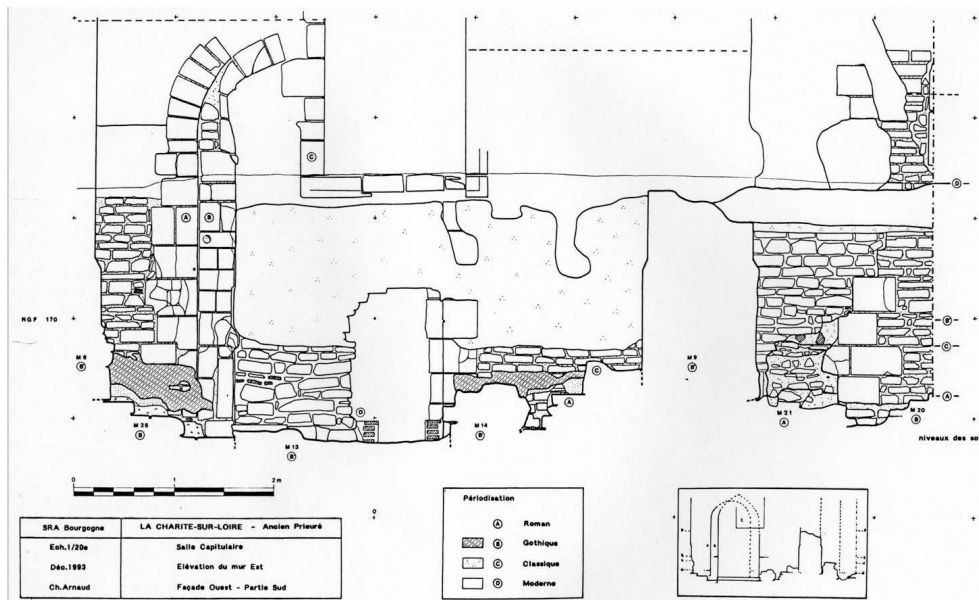 C
A
B
D
NGF 170
B'
M 8
B'
M 9
B'
C
C
D
A
A
M 21
A
M 20
B
M 25
B
M 14
B'
M 13
B'
niveaux des so
0 1 2 m
0
SRA Bourgogne
LA CHARITE-SUR-LOIRE - Ancien Prieuré
Ech.1/20e
Salle Capitulaire
Déc.1993
Elévation du mur Est
Ch.Arnaud
Façade Ouest - Partie Sud
Périodisation
A Roman
B Gothique
C Classique
D Moderne